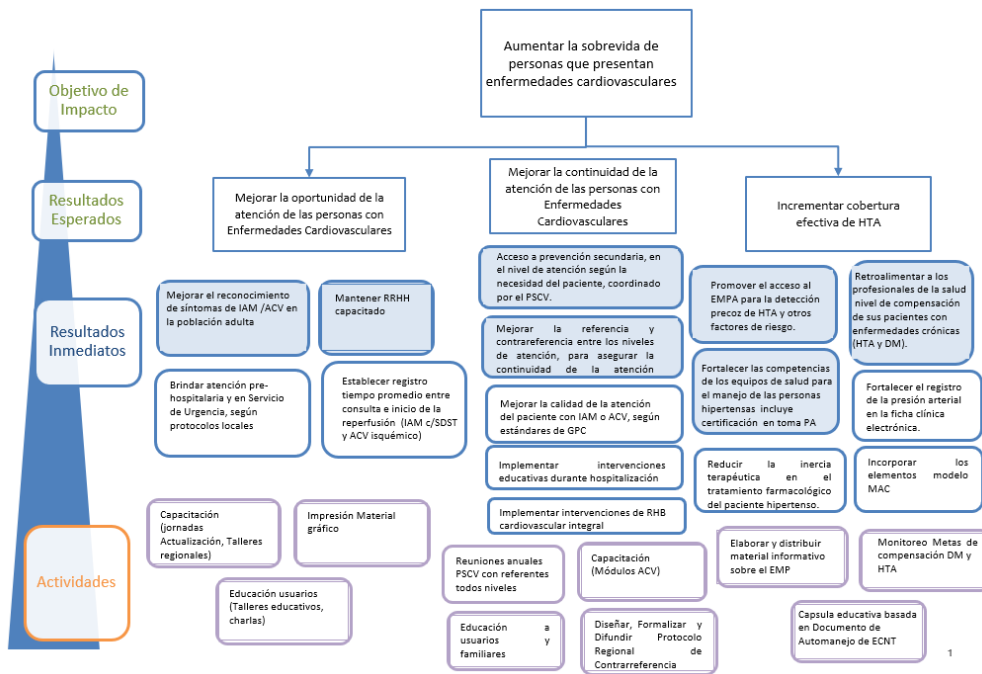 Aumentar la sobrevida de
personas que presentan
enfermedades cardiovasculares
Objetivo de
Impacto
Resultados
Esperados
Mejorar la oportunidad de la
atención de las personas con
Enfermedades Cardiovasculares
Mejorar la continuidad de la
atención de las personas con
Enfermedades
Cardiovasculares
Incrementar cobertura
efectiva de HTA
Resultados
Inmediatos
Mejorar el reconocimiento
de síntomas de IAM /ACV en
la población adulta
Mantener RRHH
capacitado
Brindar atención pre-
hospitalaria y en Servicio
de Urgencia, según
protocolos locales
Establecer registro
tiempo promedio entre
consulta e inicio de la
reperfusión (IAM c/SDST
y ACV isquémico)
Acceso a prevención secundaria, en
el nivel de atención según la
necesidad del paciente, coordinado
por el PSCV.
Mejorar la referencia y
contrareferencia entre los niveles
de atención, para asegurar la
continuidad de la atención
Mejorar la calidad de la atención
del paciente con IAM o ACV, según
estándares de GPC
Implementar intervenciones
educativas durante hospitalización
Implementar intervenciones de RHB
cardiovascular integral
Promover el acceso al
EMPA para la detección
precoz de HTA y otros
factores de riesgo.
Fortalecer las competencias
de los equipos de salud para
el manejo de las personas
hipertensas incluye
certificación en toma PA
Reducir la inercia
terapéutica en el
tratamiento farmacológico
del paciente hipertenso.
Retroalimentar a los
profesionales de la salud
nivel de compensación
de sus pacientes con
enfermedades crónicas
(HTA y DM).
Fortalecer el registro
de la presión arterial
en la ficha clínica
electrónica.
Incorporar los
elementos modelo
MAC
Actividades
Capacitación
(jornadas
Actualización, Talleres
regionales)
Impresión Material
gráfico
Educación usuarios
(Talleres educativos,
charlas)
Reuniones anuales
PSCV con referentes
todos niveles
Capacitación
(Módulos ACV)
Educación a
usuarios y
familiares
Diseñar, Formalizar y
Difundir Protocolo
Regional de
Contrarreferencia
Elaborar y distribuir
material informativo
sobre el EMP
Monitoreo Metas de
compensación DM y
HTA
Capsula educativa basada
en Documento de
Automanejo de ECNT
1